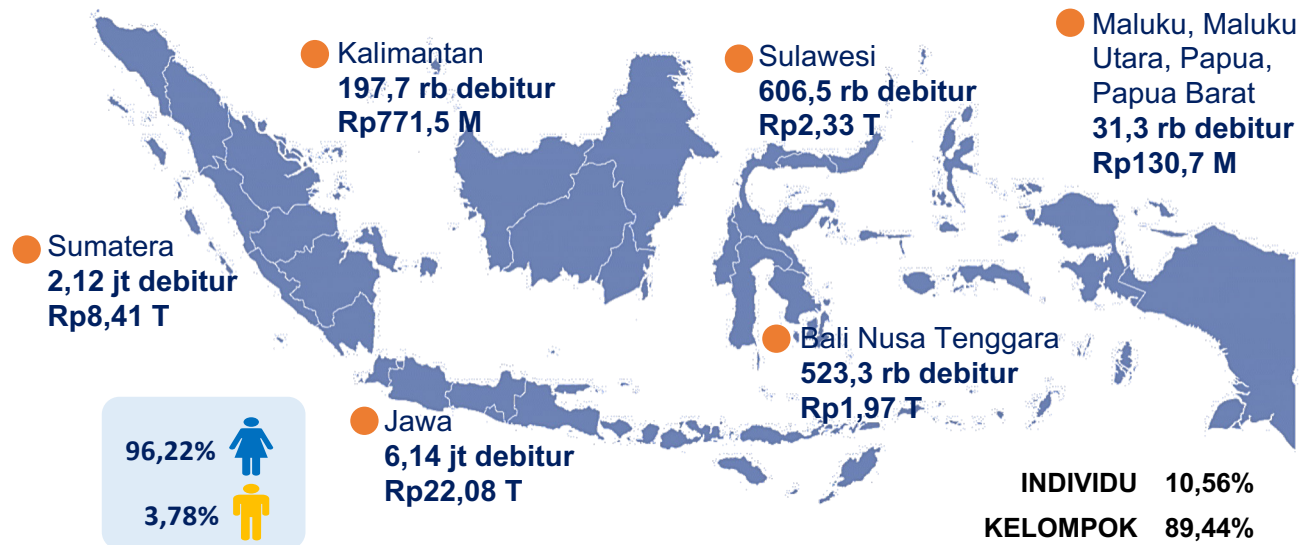 Kalimantan
197,7 rb debitur
Rp771,5 M
Sulawesi
606,5 rb debitur
Rp2,33 T
Maluku, Maluku
Utara, Papua,
Papua Barat
31,3 rb debitur
Rp130,7 M
Sumatera
2,12 jt debitur
Rp8,41 T
Bali Nusa Tenggara
523,3 rb debitur
Rp1,97 T
Jawa
6,14 jt debitur
Rp22,08 T
96,22%
3,78%
INDIVIDU 10,56%
KELOMPOK 89,44%